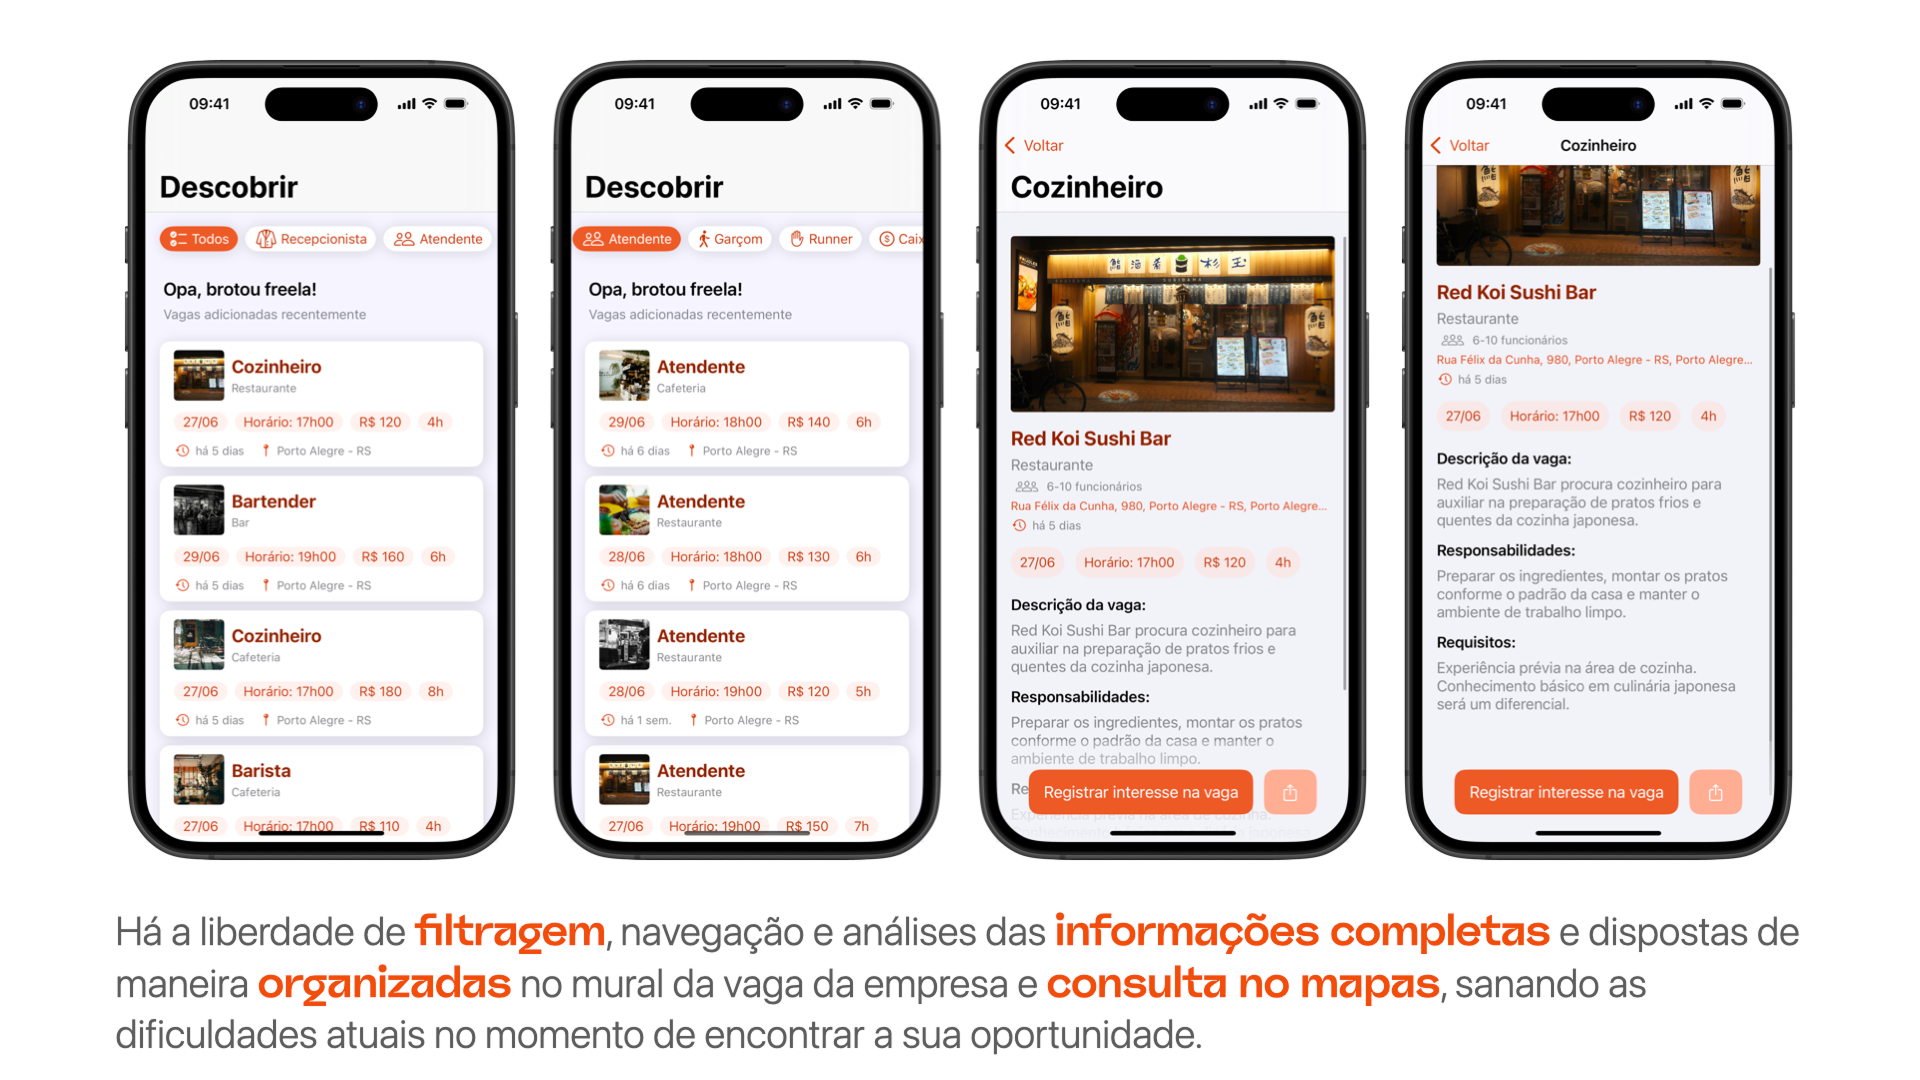 09:41
Descobrir
Todos
Recepcionista
Atendente
Opa, brotou freela!
Vagas adicionadas recentemente
Cozinheiro
Restaurante
27/06 Horário: 17h00 R$ 120 4h
há 5 dias Porto Alegre - RS
Bartender
Bar
29/06 Horário: 19h00 R$ 160 6h
há 5 dias Porto Alegre - RS
Cozinheiro
Cafeteria
27/06 Horário: 17h00 R$ 180 8h
há 5 dias Porto Alegre - RS
Barista
Cafeteria
27/06 Horário: 17h00 R$ 110 4h
09:41
Descobrir
Atendente
Garçom
Runner
Caix
Opa, brotou freela!
Vagas adicionadas recentemente
Atendente
Cafeteria
29/06 Horário: 18h00 R$ 140 6h
há 6 dias Porto Alegre - RS
Atendente
Restaurante
28/06 Horário: 18h00 R$ 130 6h
há 6 dias Porto Alegre - RS
Atendente
Restaurante
28/06 Horário: 19h00 R$ 120 5h
há 1 sem. Porto Alegre - RS
Atendente
Restaurante
27/06 Horário: 19h00 R$ 150 7h
09:41
Voltar
Cozinheiro
Red Koi Sushi Bar
Restaurante
6-10 funcionários
Rua Félix da Cunha, 980, Porto Alegre - RS, Porto Alegre...
há 5 dias
27/06 Horário: 17h00 R$ 120 4h
Descrição da vaga:
Red Koi Sushi Bar procura cozinheiro para
auxiliar na preparação de pratos frios e
quentes da cozinha japonesa.
Responsabilidades:
Preparar os ingredientes, montar os pratos
conforme o padrão da casa e manter o
ambiente de trabalho limpo.
Re
Registrar interesse na vaga
09:41
Voltar
Cozinheiro
Red Koi Sushi Bar
Restaurante
6-10 funcionários
Rua Félix da Cunha, 980, Porto Alegre - RS, Porto Alegre...
há 5 dias
27/06 Horário: 17h00 R$ 120 4h
Descrição da vaga:
Red Koi Sushi Bar procura cozinheiro para
auxiliar na preparação de pratos frios e
quentes da cozinha japonesa.
Responsabilidades:
Preparar os ingredientes, montar os pratos
conforme o padrão da casa e manter o
ambiente de trabalho limpo.
Requisitos:
Experiência prévia na área de cozinha.
Conhecimento básico em culinária japonesa
será um diferencial.
Registrar interesse na vaga
Há a liberdade de filtragem, navegação e análises das informações completas e dispostas de
maneira organizadas no mural da vaga da empresa e consulta no mapas, sanando as
dificuldades atuais no momento de encontrar a sua oportunidade.